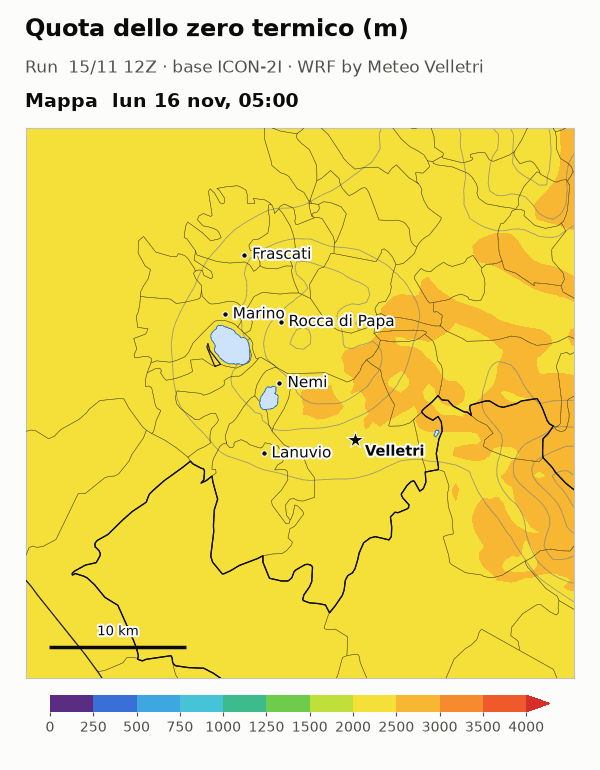 Quota dello zero termico (m)
Run 15/11 12Z · base ICON-2I · WRF by Meteo Velletri
Mappa lun 16 nov, 05:00
Frascati
Marino
Rocca di Papa
Nemi
Velletri
Lanuvio
10 km
0 250 500 750 1000 1250 1500 2000 2500 3000 3500 4000